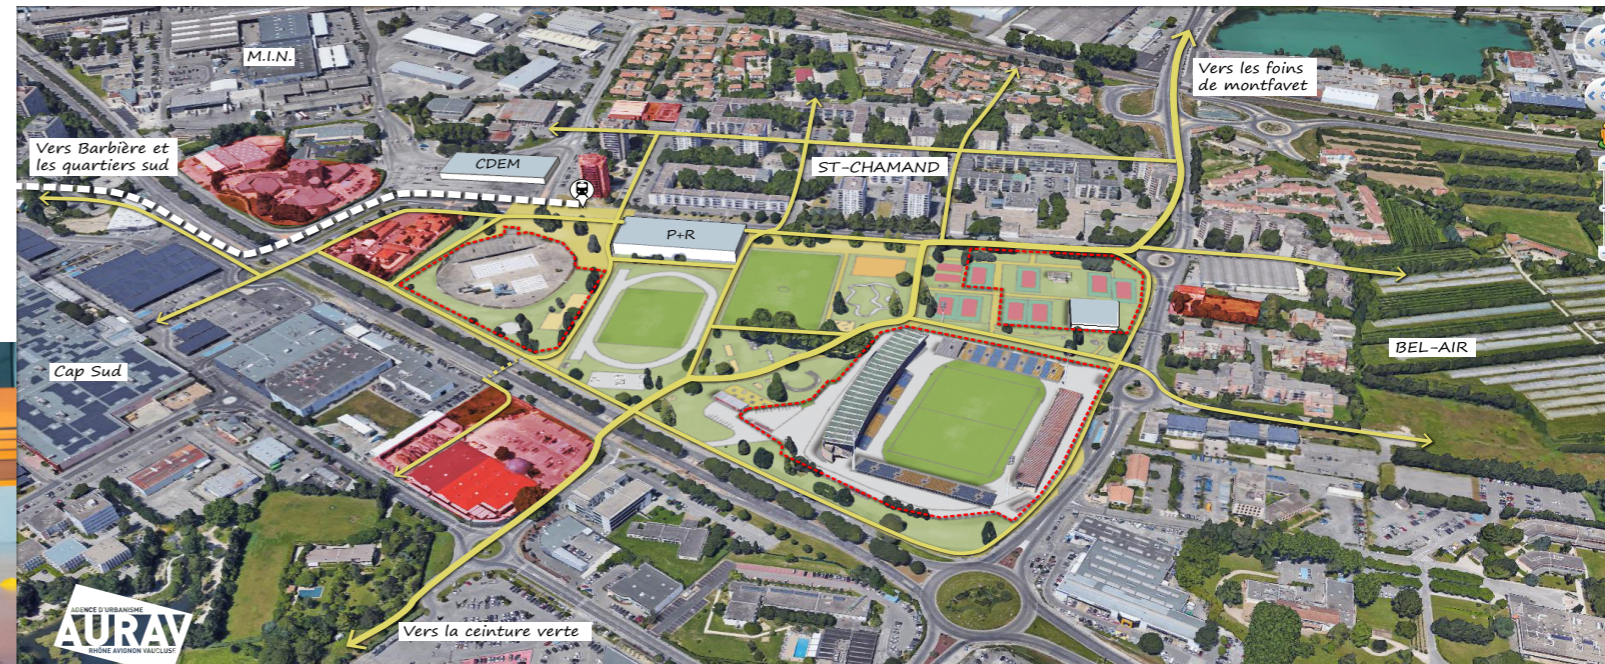 M.I.N.
Vers les foins
de montfavet
Vers Barbière et
les quartiers sud
CDEM
ST-CHAMAND
P+R
BEL-AIR
Cap Sud
AGENCE D'URBANISME
AURAV
RHÔNE AVIGNON VAUCLUSE
Vers la ceinture verte